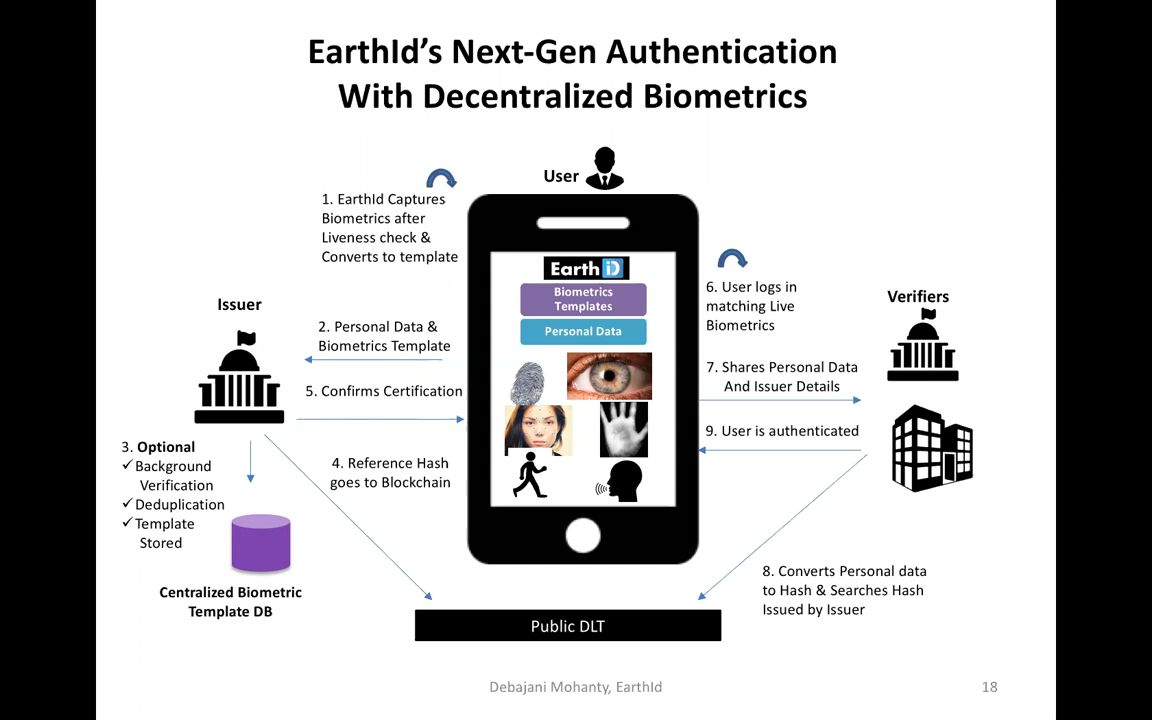 EarthId’s Next-Gen Authentication
With Decentralized Biometrics
User
1. EarthId Captures
Biometrics after
Liveness check &
Converts to template
Issuer
2. Personal Data &
Biometrics Template
5. Confirms Certification
3. Optional
✓Background
Verification
✓Deduplication
✓Template
Stored
4. Reference Hash
goes to Blockchain
Centralized Biometric
Template DB
Earth iD
Biometrics
Templates
Personal Data
6. User logs in
matching Live
Biometrics
Verifiers
7. Shares Personal Data
And Issuer Details
9. User is authenticated
8. Converts Personal data
to Hash & Searches Hash
Issued by Issuer
Public DLT
Debajani Mohanty, EarthId
18